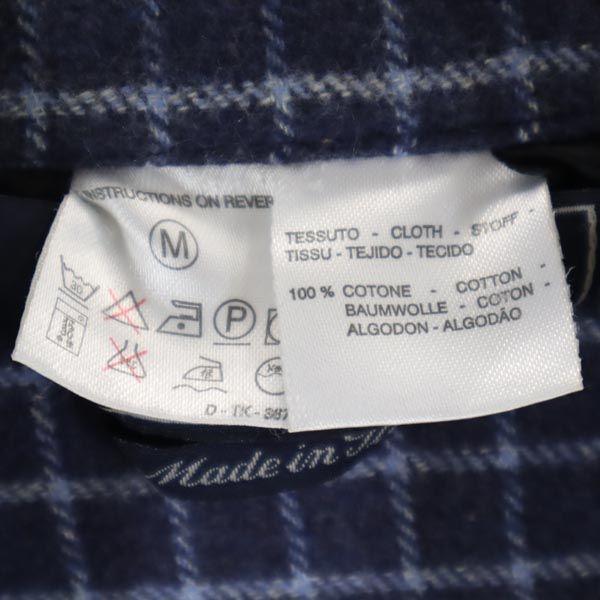 INSTRUCTIONS ON REVER
M
30
P
D - TK - 387
TESSUTO - CLOTH - STOFF -
TISSU - TEJIDO - TECIDO
100 % COTONE - COTTON -
BAUMWOLLE - COTON -
ALGODON - ALGODÃO
Made in